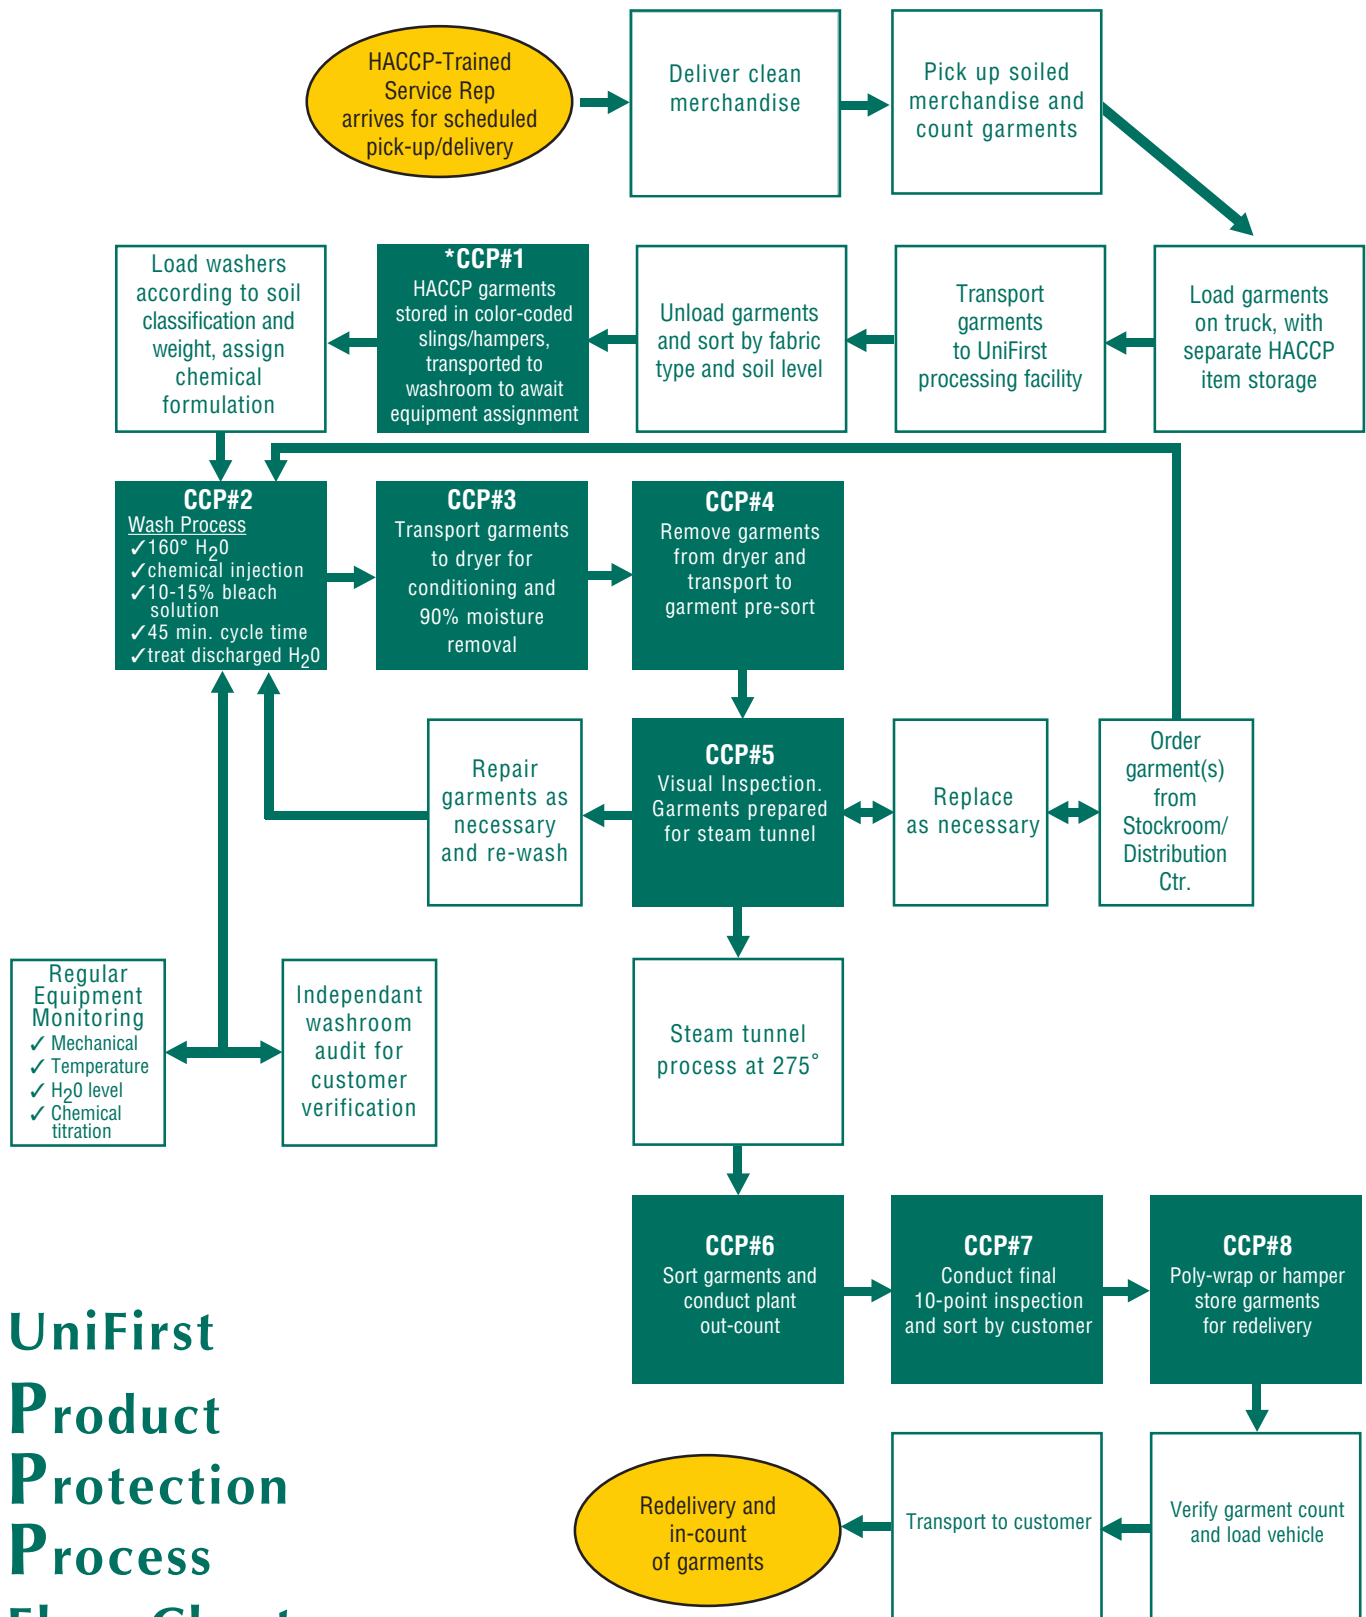 HACCP-Trained
Service Rep
arrives for scheduled
pick-up/delivery
Deliver clean
merchandise
Pick up soiled
merchandise and
count garments
Load washers
according to soil
classification and
weight, assign
chemical
formulation
*CCP#1
HACCP garments
stored in color-coded
slings/hampers,
transported to
washroom to await
equipment assignment
Unload garments
and sort by fabric
type and soil level
Transport
garments
to UniFirst
processing facility
Load garments
on truck, with
separate HACCP
item storage
CCP#2
Wash Process
✓160° H20
✓chemical injection
✓10-15% bleach
solution
✓45 min. cycle time
✓treat discharged H20
CCP#3
Transport garments
to dryer for
conditioning and
90% moisture
removal
CCP#4
Remove garments
from dryer and
transport to
garment pre-sort
Repair
garments as
necessary
and re-wash
CCP#5
Visual Inspection.
Garments prepared
for steam tunnel
Replace
as necessary
Order
garment(s)
from
Stockroom/
Distribution
Ctr.
Regular
Equipment
Monitoring
✓ Mechanical
✓ Temperature
✓ H20 level
✓ Chemical
titration
Independant
washroom
audit for
customer
verification
Steam tunnel
process at 275°
CCP#6
Sort garments and
conduct plant
out-count
CCP#7
Conduct final
10-point inspection
and sort by customer
CCP#8
Poly-wrap or hamper
store garments
for redelivery
Redelivery and
in-count
of garments
Transport to customer
Verify garment count
and load vehicle
UniFirst
Product
Protection
Process
Flow Chart